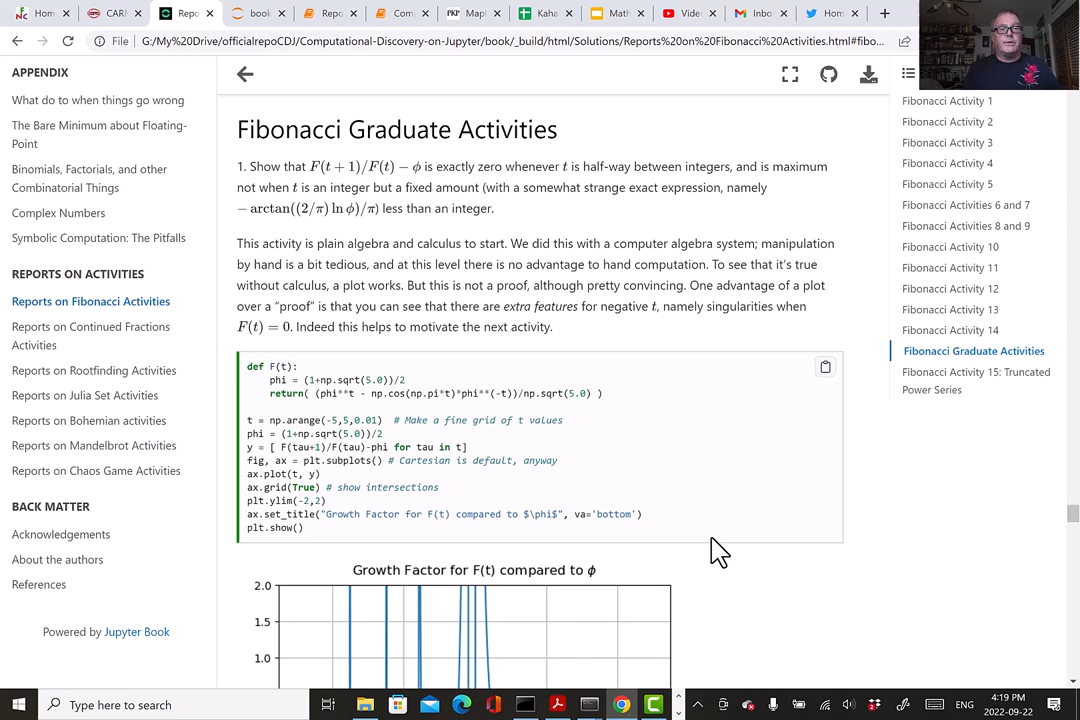 Hom
CARI
Repo
book
Repo
Com
Mapl
Kaha
Math
Vide
Inbo
Hom
File
G:/My%20Drive/officialrepoCDJ/Computational-Discovery-on-Jupyter/book/_build/html/Solutions/Reports%20on%20Fibonacci%20Activities.html#fibo...
APPENDIX
What do to when things go wrong
The Bare Minimum about Floating-
Point
Binomials, Factorials, and other
Combinatorial Things
Complex Numbers
Symbolic Computation: The Pitfalls
REPORTS ON ACTIVITIES
Reports on Fibonacci Activities
Reports on Continued Fractions
Activities
Reports on Rootfinding Activities
Reports on Julia Set Activities
Reports on Bohemian activities
Reports on Mandelbrot Activities
Reports on Chaos Game Activities
BACK MATTER
Acknowledgements
About the authors
References
Powered by Jupyter Book
Fibonacci Graduate Activities
1. Show that F(t + 1)/F(t) − ϕ is exactly zero whenever t is half-way between integers, and is maximum
not when t is an integer but a fixed amount (with a somewhat strange exact expression, namely
− arctan((2/π) ln ϕ)/π) less than an integer.
This activity is plain algebra and calculus to start. We did this with a computer algebra system; manipulation
by hand is a bit tedious, and at this level there is no advantage to hand computation. To see that it's true
without calculus, a plot works. But this is not a proof, although pretty convincing. One advantage of a plot
over a "proof" is that you can see that there are extra features for negative t, namely singularities when
F(t) = 0. Indeed this helps to motivate the next activity.
def F(t):
phi = (1+np.sqrt(5.0))/2
return( (phi**t - np.cos(np.pi*t)*phi**(-t))/np.sqrt(5.0) )
t = np.arange(-5,5,0.01) # Make a fine grid of t values
phi = (1+np.sqrt(5.0))/2
y = [ F(tau+1)/F(tau)-phi for tau in t]
fig, ax = plt.subplots() # Cartesian is default, anyway
ax.plot(t, y)
ax.grid(True) # show intersections
plt.ylim(-2,2)
ax.set_title("Growth Factor for F(t) compared to $\phi$", va='bottom')
plt.show()
Growth Factor for F(t) compared to ϕ
2.0
1.5
1.0
Fibonacci Activity 1
Fibonacci Activity 2
Fibonacci Activity 3
Fibonacci Activity 4
Fibonacci Activity 5
Fibonacci Activities 6 and 7
Fibonacci Activities 8 and 9
Fibonacci Activity 10
Fibonacci Activity 11
Fibonacci Activity 12
Fibonacci Activity 13
Fibonacci Activity 14
Fibonacci Graduate Activities
Fibonacci Activity 15: Truncated
Power Series
Type here to search
ENG
4:19 PM
2022-09-22